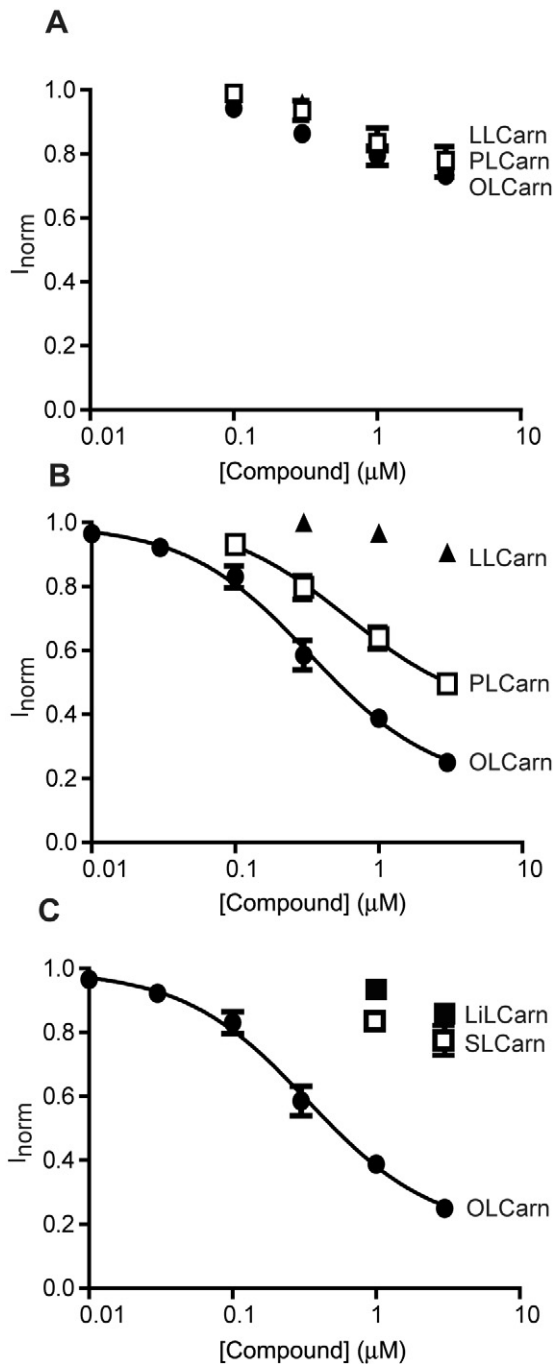 A
1.0
0.8
0.6
0.4
0.2
0.0
Inorm
LLCarn
PLCarn
OLCarn
0.01 0.1 1 10
[Compound] (μM)
B
1.0
0.8
0.6
0.4
0.2
0.0
Inorm
LLCarn
PLCarn
OLCarn
0.01 0.1 1 10
[Compound] (μM)
C
1.0
0.8
0.6
0.4
0.2
0.0
Inorm
LiLCarn
SLCarn
OLCarn
0.01 0.1 1 10
[Compound] (μM)